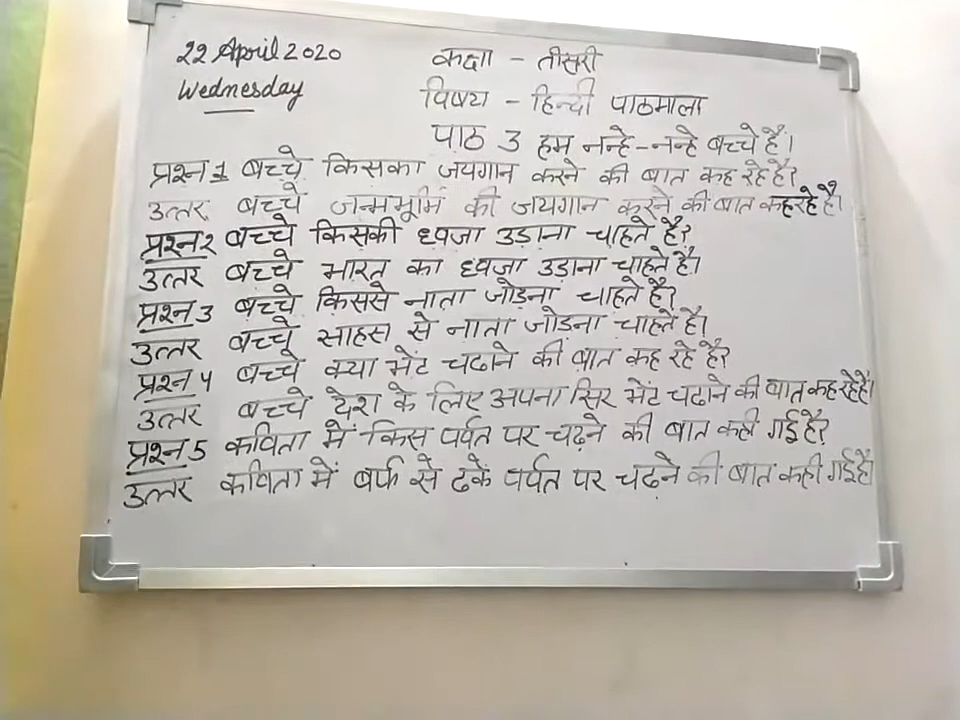 22 April 2020 कक्षा - तीसरी
Wednesday विषय - हिन्दी पाठमाला
पाठ 3 हम नन्हे-नन्हे बच्चे हैं।
प्रश्न 1 बच्चे किसका जयगान करने की बात कह रहे है?
उत्तर बच्चे जन्मभूमि की जयगान करने की बात कह रहे है।
प्रश्न 2 बच्चे किसकी ध्वजा उड़ाना चाहते है?
उत्तर बच्चे भारत का ध्वजा उड़ाना चाहते है।
प्रश्न 3 बच्चे किससे नाता जोड़ना चाहते है?
उत्तर बच्चे साहस से नाता जोडना चाहते है।
प्रश्न 4 बच्चे क्या भेंट चढाने की बात कह रहे है?
उत्तर बच्चे देश के लिए अपना सिर भेंट चढाने की बात कह रहे है।
प्रश्न 5 कविता में किस पर्वत पर चढ़ने की बात कही गई है?
उत्तर कविता में बर्फ से ढके पर्वत पर चढ़ने की बात कही गई है।